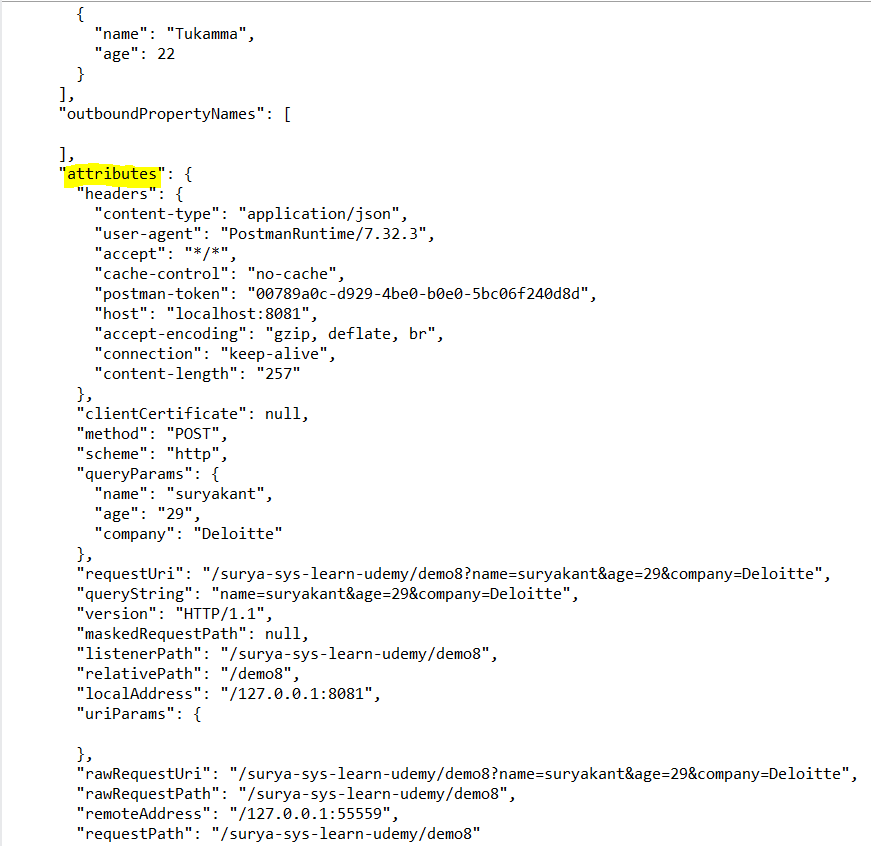 {
"name": "Tukamma",
"age": 22
}
],
"outboundPropertyNames": [
],
"attributes": {
"headers": {
"content-type": "application/json",
"user-agent": "PostmanRuntime/7.32.3",
"accept": "*/*",
"cache-control": "no-cache",
"postman-token": "00789a0c-d929-4be0-b0e0-5bc06f240d8d",
"host": "localhost:8081",
"accept-encoding": "gzip, deflate, br",
"connection": "keep-alive",
"content-length": "257"
},
"clientCertificate": null,
"method": "POST",
"scheme": "http",
"queryParams": {
"name": "suryakant",
"age": "29",
"company": "Deloitte"
},
"requestUri": "/surya-sys-learn-udemy/demo8?name=suryakant&age=29&company=Deloitte",
"queryString": "name=suryakant&age=29&company=Deloitte",
"version": "HTTP/1.1",
"maskedRequestPath": null,
"listenerPath": "/surya-sys-learn-udemy/demo8",
"relativePath": "/demo8",
"localAddress": "/127.0.0.1:8081",
"uriParams": {
},
"rawRequestUri": "/surya-sys-learn-udemy/demo8?name=suryakant&age=29&company=Deloitte",
"rawRequestPath": "/surya-sys-learn-udemy/demo8",
"remoteAddress": "/127.0.0.1:55559",
"requestPath": "/surya-sys-learn-udemy/demo8"